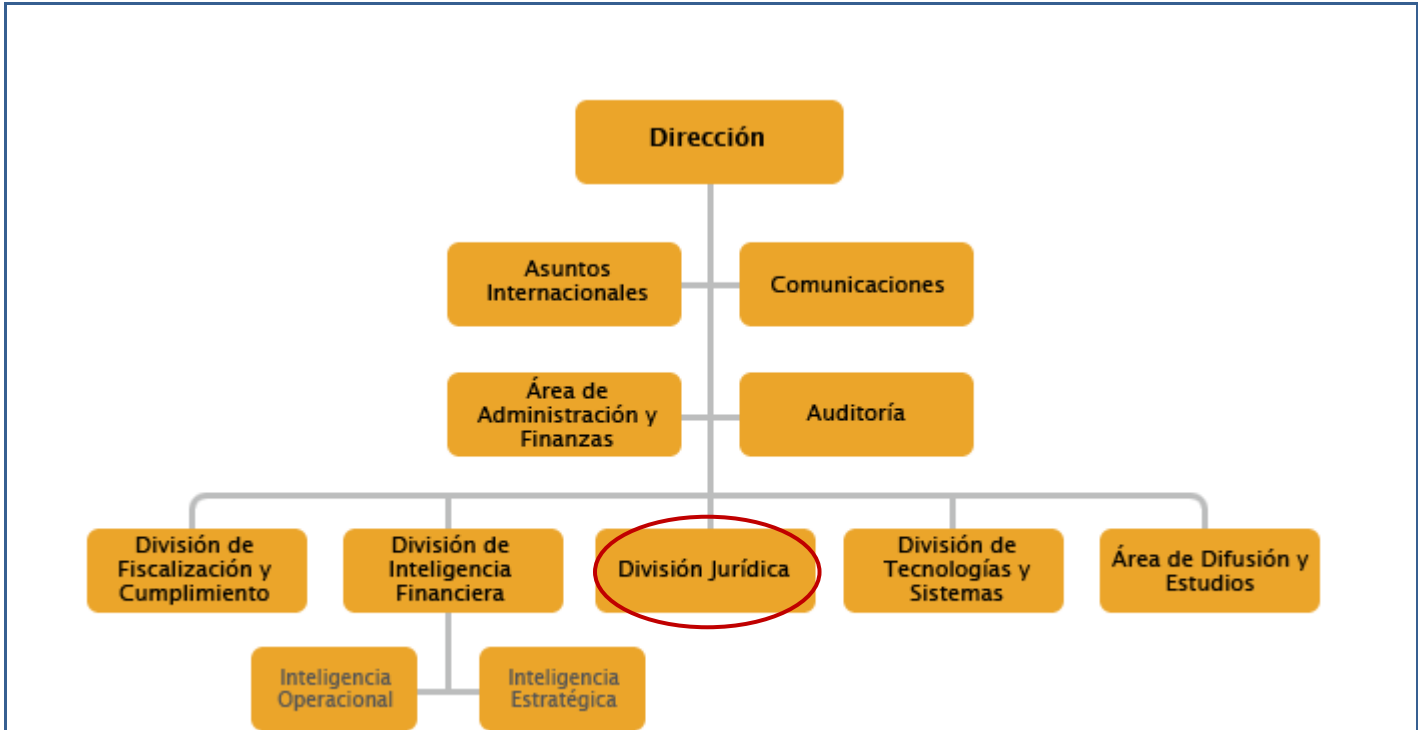 Dirección
Asuntos
Internacionales
Comunicaciones
Área de
Administración y
Finanzas
Auditoría
División de
Fiscalización y
Cumplimiento
División de
Inteligencia
Financiera
División Jurídica
División de
Tecnologías y
Sistemas
Área de Difusión y
Estudios
Inteligencia
Operacional
Inteligencia
Estratégica